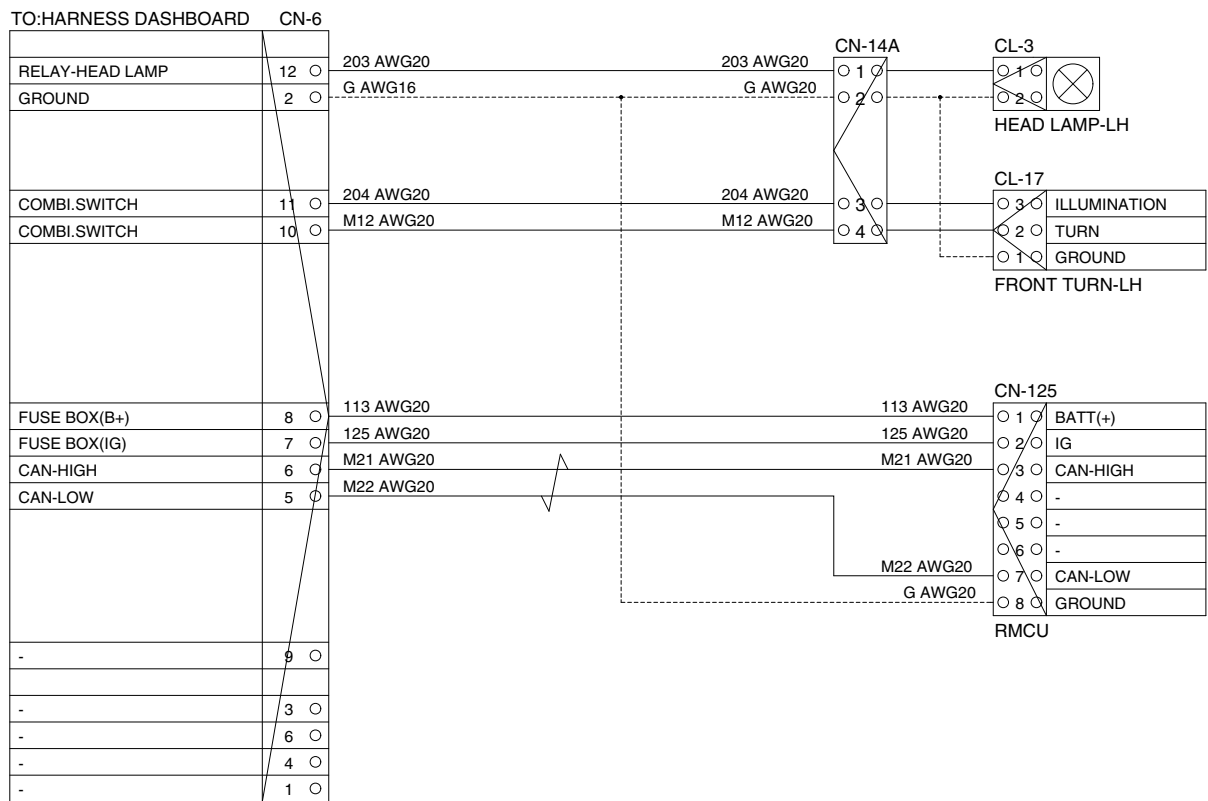 TO:HARNESS DASHBOARD CN-6
RELAY-HEAD LAMP 12 203 AWG20 203 AWG20
GROUND 2 G AWG16 G AWG20
CN-14A
1
2
3
4
CL-3
1
2
HEAD LAMP-LH
COMBI.SWITCH 11 204 AWG20 204 AWG20
COMBI.SWITCH 10 M12 AWG20 M12 AWG20
CL-17
3 ILLUMINATION
2 TURN
1 GROUND
FRONT TURN-LH
FUSE BOX(B+) 8 113 AWG20 113 AWG20
FUSE BOX(IG) 7 125 AWG20 125 AWG20
CAN-HIGH 6 M21 AWG20 M21 AWG20
CAN-LOW 5 M22 AWG20
M22 AWG20
G AWG20
CN-125
1 BATT(+)
2 IG
3 CAN-HIGH
4 -
5 -
6 -
7 CAN-LOW
8 GROUND
RMCU
- 9
- 3
- 6
- 4
- 1